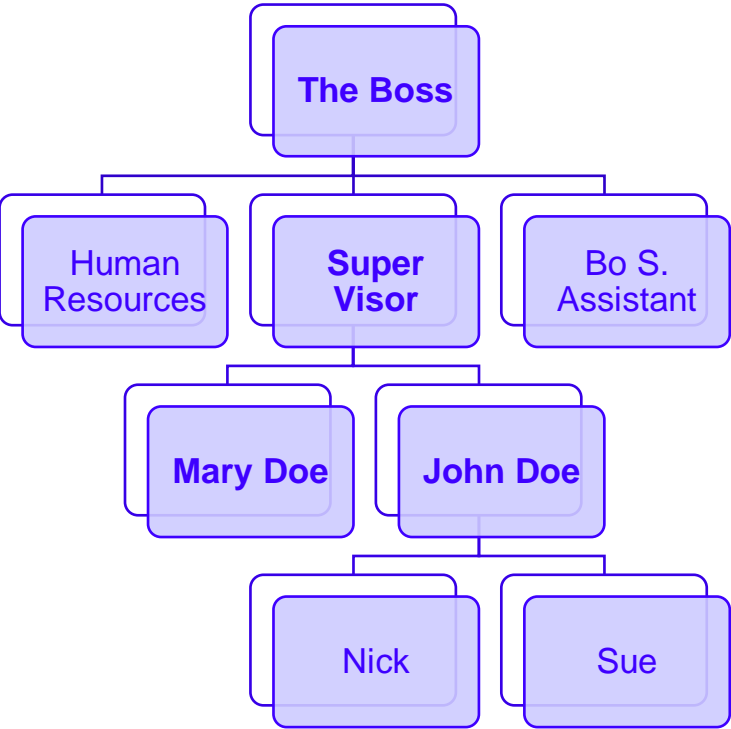 The Boss
Human
Resources
Super
Visor
Bo S.
Assistant
Mary Doe
John Doe
Nick
Sue